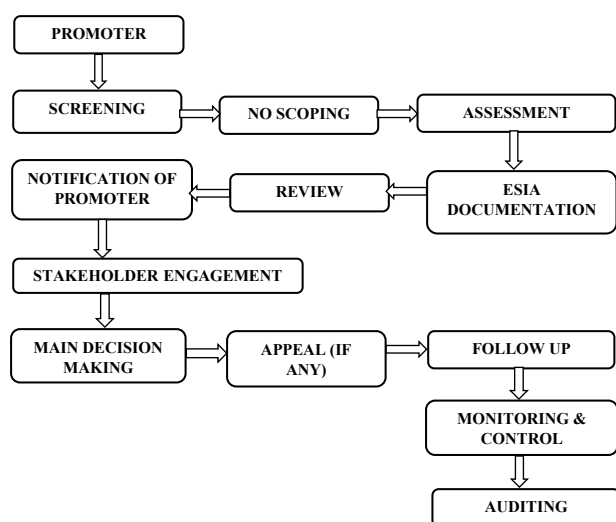 PROMOTER
SCREENING
NO SCOPING
ASSESSMENT
ESIA
DOCUMENTATION
REVIEW
NOTIFICATION OF
PROMOTER
STAKEHOLDER ENGAGEMENT
MAIN DECISION
MAKING
APPEAL (IF
ANY)
FOLLOW UP
MONITORING &
CONTROL
AUDITING